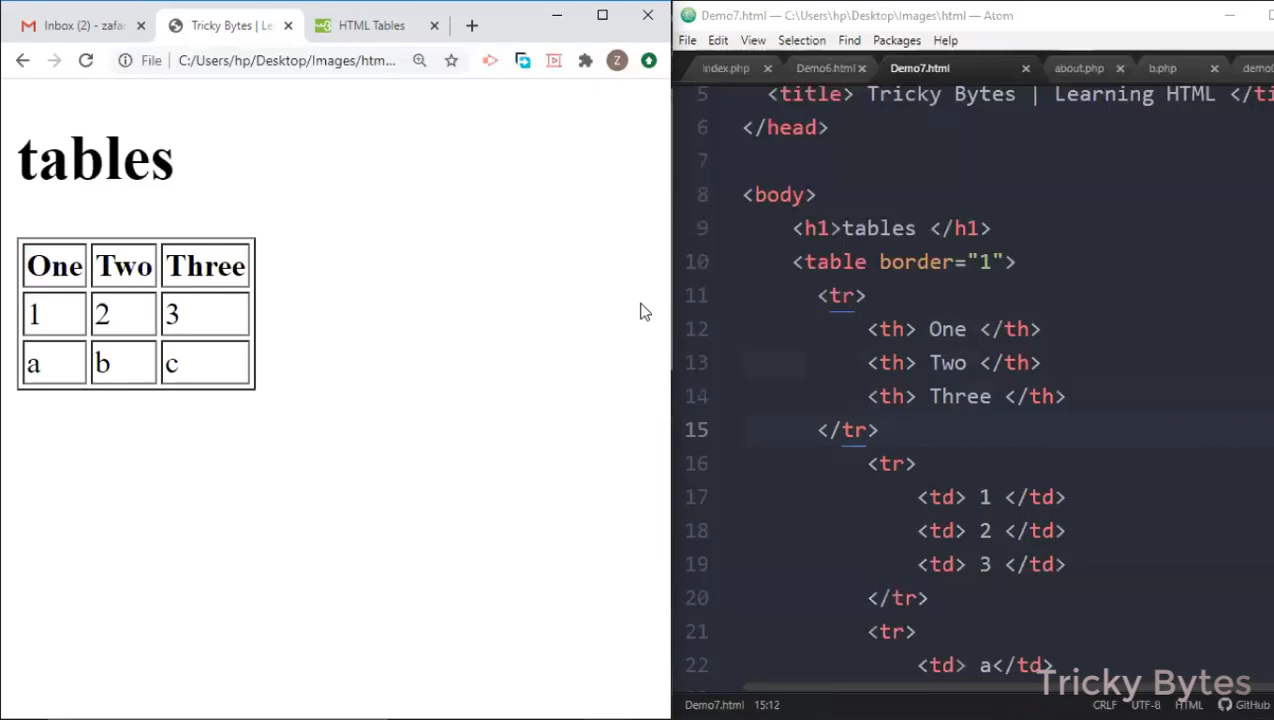 Inbox (2) - zafa
Tricky Bytes | Le
HTML Tables
File C:/Users/hp/Desktop/Images/htm...
Z
tables
One Two Three
1 2 3
a b c
Demo7.html — C:\Users\hp\Desktop\Images\html — Atom
File Edit View Selection Find Packages Help
index.php Demo6.html Demo7.html about.php b.php demo
5 <title> Tricky Bytes | Learning HTML </ti
6 </head>
7
8 <body>
9 <h1>tables </h1>
10 <table border="1">
11 <tr>
12 <th> One </th>
13 <th> Two </th>
14 <th> Three </th>
15 </tr>
16 <tr>
17 <td> 1 </td>
18 <td> 2 </td>
19 <td> 3 </td>
20 </tr>
21 <tr>
22 <td> a</td>
Tricky Bytes
Demo7.html 15:12 CRLF UTF-8 HTML GitHub